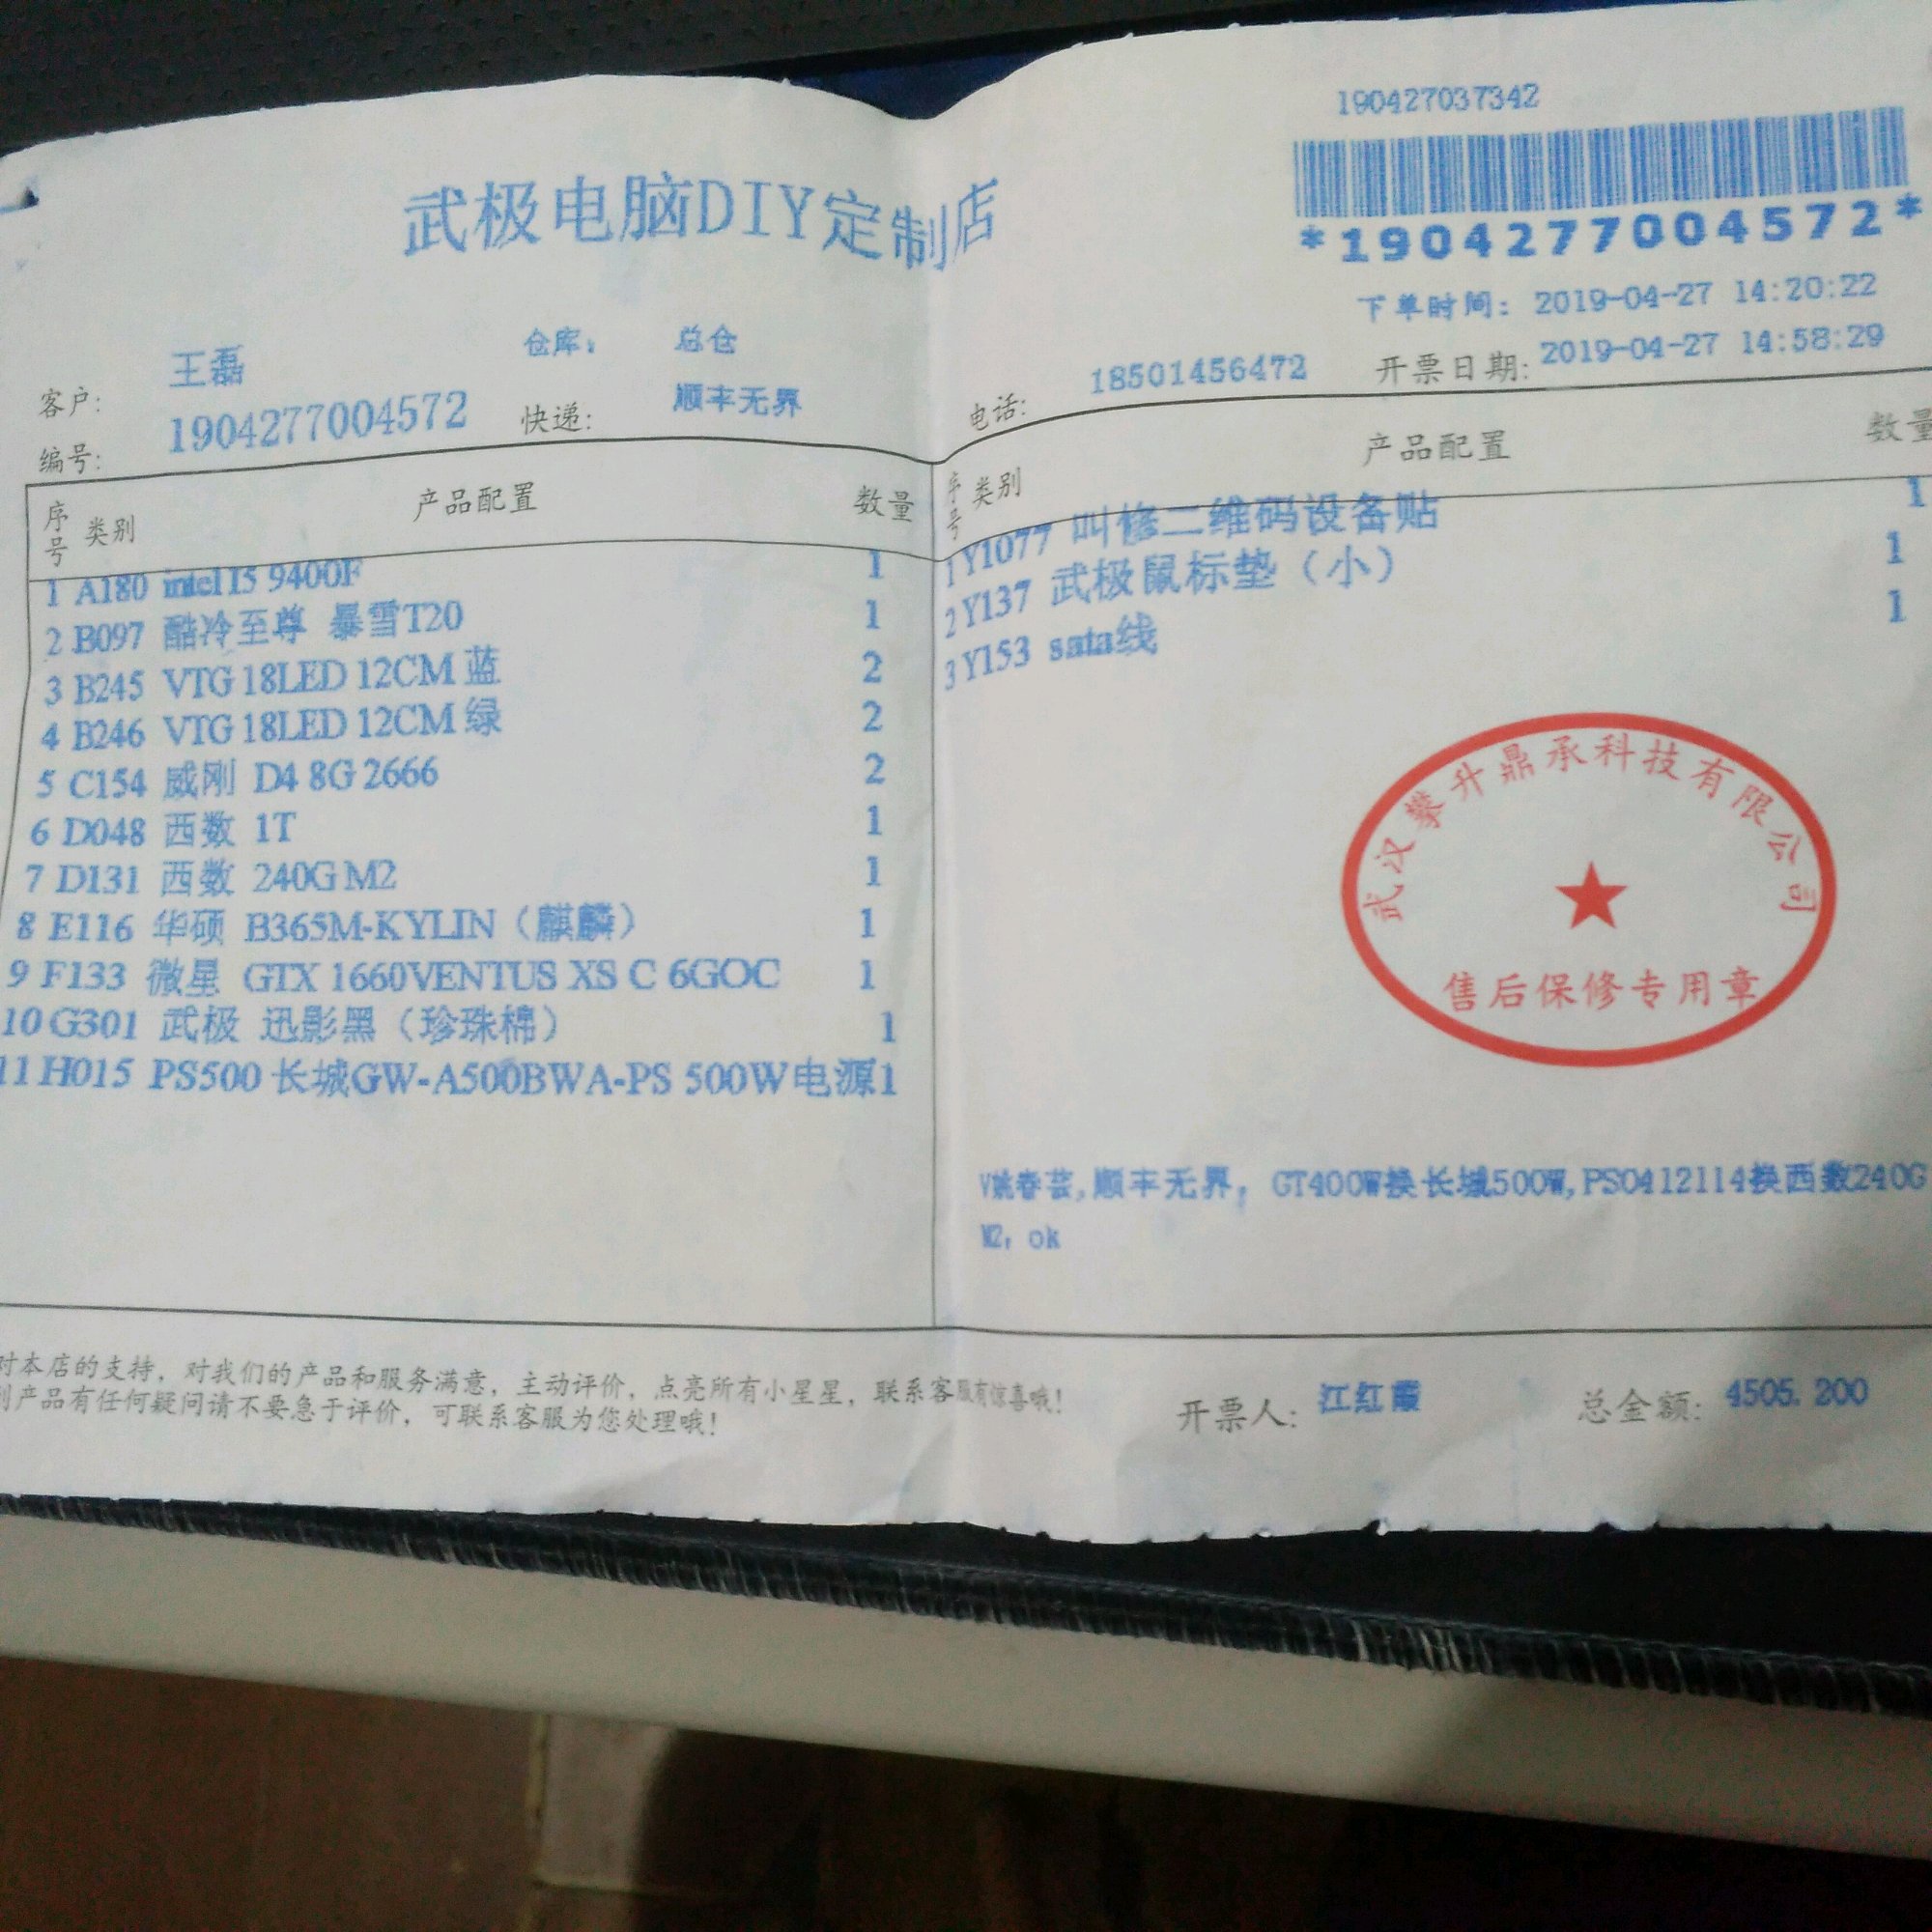 190427037342
*1904277004572*
武极电脑DIY定制店
下单时间： 2019-04-27 14:20:22
客户: 王磊 仓库： 总仓
电话: 18501456472 开票日期: 2019-04-27 14:58:29
编号: 1904277004572 快递: 顺丰无界
序号 类别 产品配置 数量
1 A180 intel I5 9400F 1
2 B097 酷冷至尊 暴雪T20 1
3 B245 VTG 18LED 12CM 蓝 2
4 B246 VTG 18LED 12CM 绿 2
5 C154 威刚 D4 8G 2666 2
6 D048 西数 1T 1
7 D131 西数 240G M2 1
8 E116 华硕 B365M-KYLIN（麒麟） 1
9 F133 微星 GTX 1660VENTUS XS C 6GOC 1
10 G301 武极 迅影黑（珍珠棉） 1
11 H015 PS500 长城GW-A500BWA-PS 500W电源 1
序号 类别 产品配置 数量
1 Y1077 叫修二维码设备贴 1
2 Y137 武极鼠标垫（小） 1
3 Y153 sata线 1
武汉攀升鼎承科技有限公司
售后保修专用章
V姚春芸,顺丰无界，GT400W换长城500W,PS0412114换西数240G
M2，ok
对本店的支持，对我们的产品和服务满意，主动评价，点亮所有小星星，联系客服有惊喜哦！
到产品有任何疑问请不要急于评价，可联系客服为您处理哦！
开票人: 江红霞 总金额: 4505.200